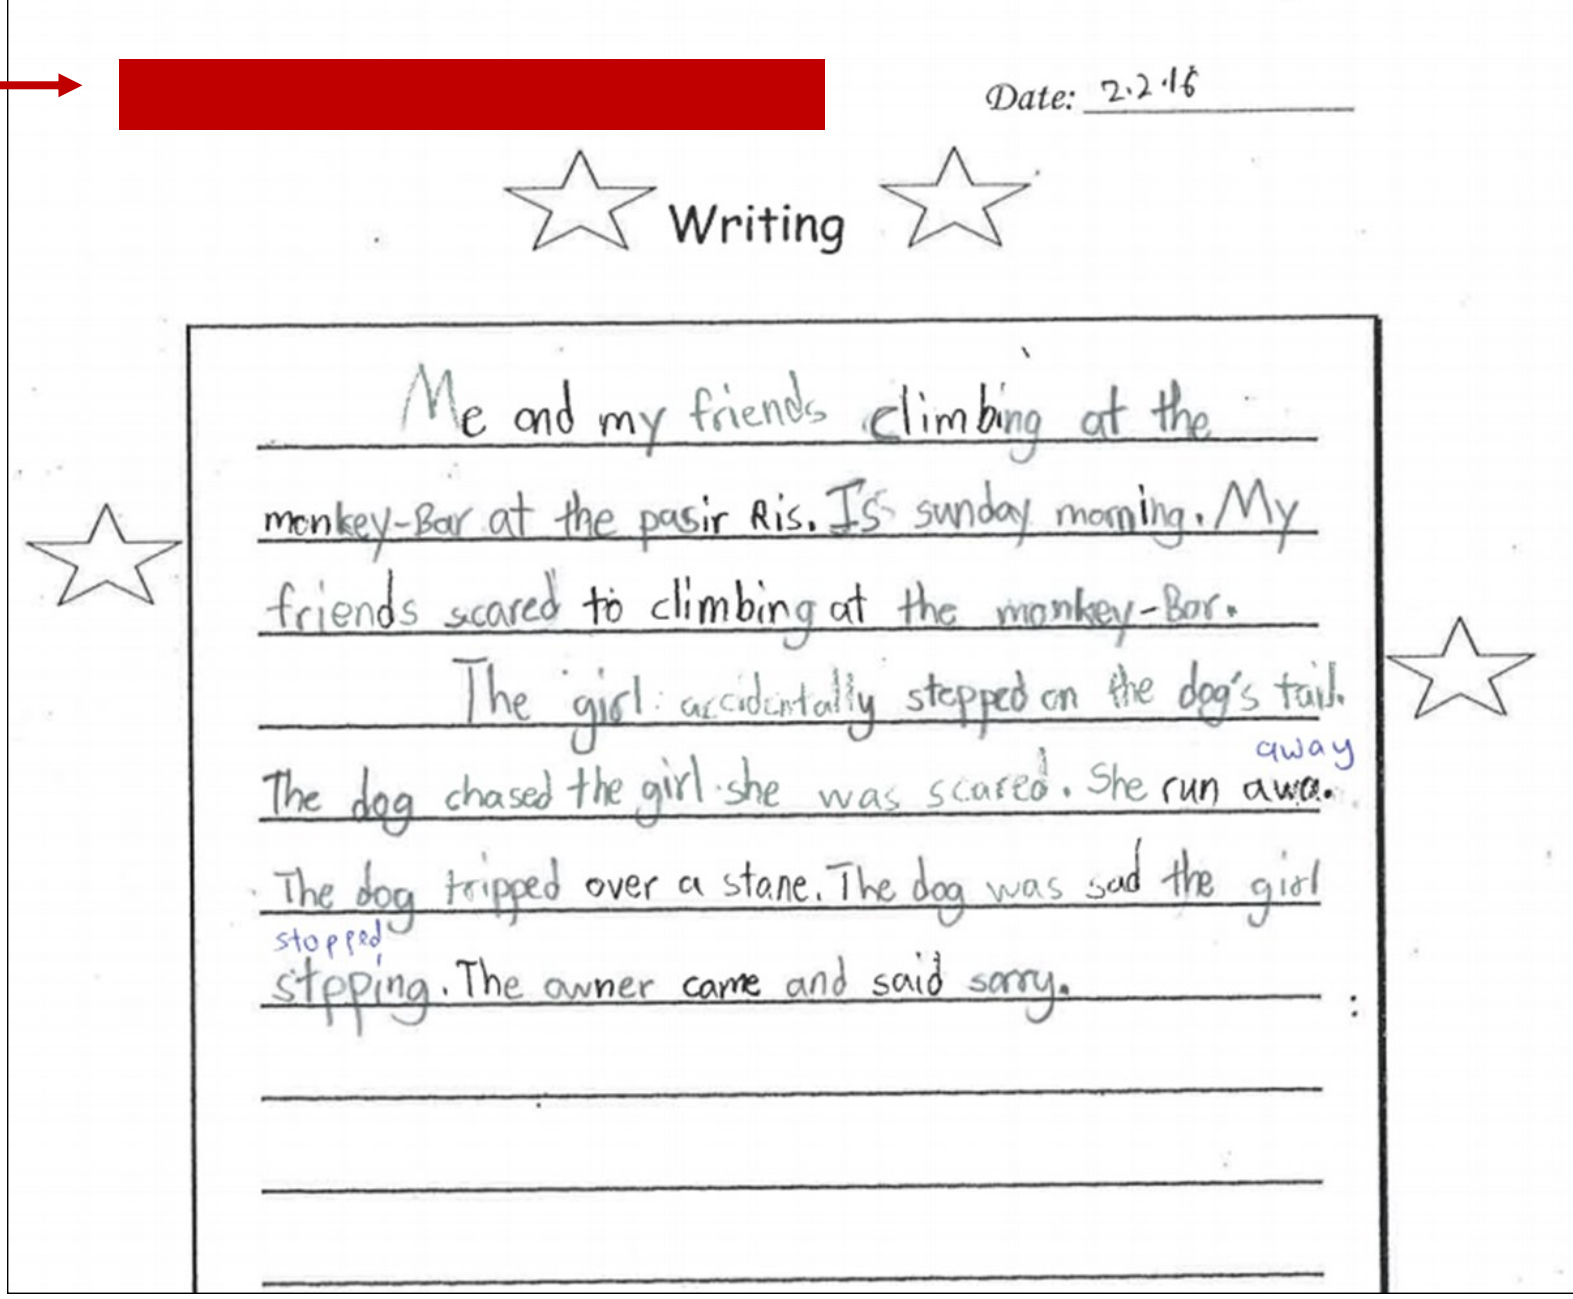 Date: 2.2.16
Writing
Me and my friends climbing at the
monkey-Bar at the pasir Ris. Is sunday morning. My
friends scared to climbing at the monkey-Bar.
The girl accidentally stepped on the dog's tail.
away
The dog chased the girl. she was scared. She run awa.
The dog tripped over a stone. The dog was sad the girl
stopped
stpping. The owner came and said sorry.